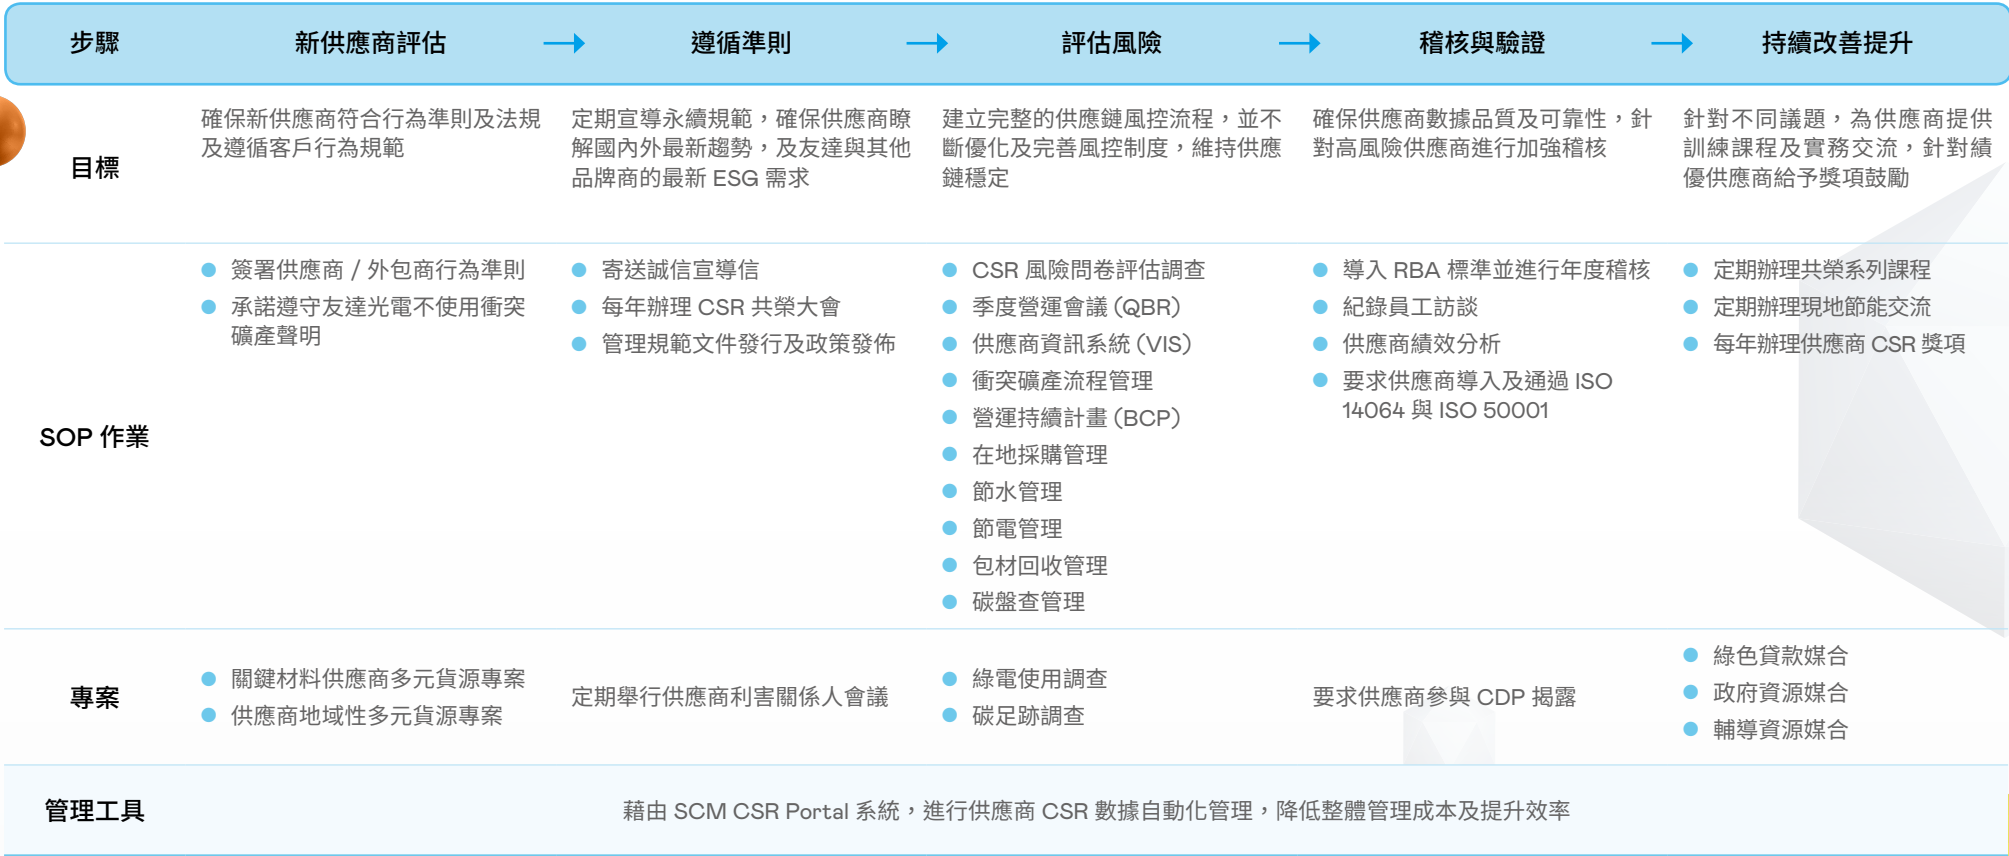 步驟
新供應商評估
遵循準則
評估風險
稽核與驗證
持續改善提升
目標
確保新供應商符合行為準則及法規
及遵循客戶行為規範
定期宣導永續規範，確保供應商瞭
解國內外最新趨勢，及友達與其他
品牌商的最新 ESG 需求
建立完整的供應鏈風控流程，並不
斷優化及完善風控制度，維持供應
鏈穩定
確保供應商數據品質及可靠性，針
對高風險供應商進行加強稽核
針對不同議題，為供應商提供
訓練課程及實務交流，針對績
優供應商給予獎項鼓勵
SOP 作業
簽署供應商 / 外包商行為準則
承諾遵守友達光電不使用衝突
礦產聲明
寄送誠信宣導信
每年辦理 CSR 共榮大會
管理規範文件發行及政策發佈
CSR 風險問卷評估調查
季度營運會議 (QBR)
供應商資訊系統 (VIS)
衝突礦產流程管理
營運持續計畫 (BCP)
在地採購管理
節水管理
節電管理
包材回收管理
碳盤查管理
導入 RBA 標準並進行年度稽核
紀錄員工訪談
供應商績效分析
要求供應商導入及通過 ISO
14064 與 ISO 50001
定期辦理共榮系列課程
定期辦理現地節能交流
每年辦理供應商 CSR 獎項
專案
關鍵材料供應商多元貨源專案
供應商地域性多元貨源專案
定期舉行供應商利害關係人會議
綠電使用調查
碳足跡調查
要求供應商參與 CDP 揭露
綠色貸款媒合
政府資源媒合
輔導資源媒合
管理工具
藉由 SCM CSR Portal 系統，進行供應商 CSR 數據自動化管理，降低整體管理成本及提升效率